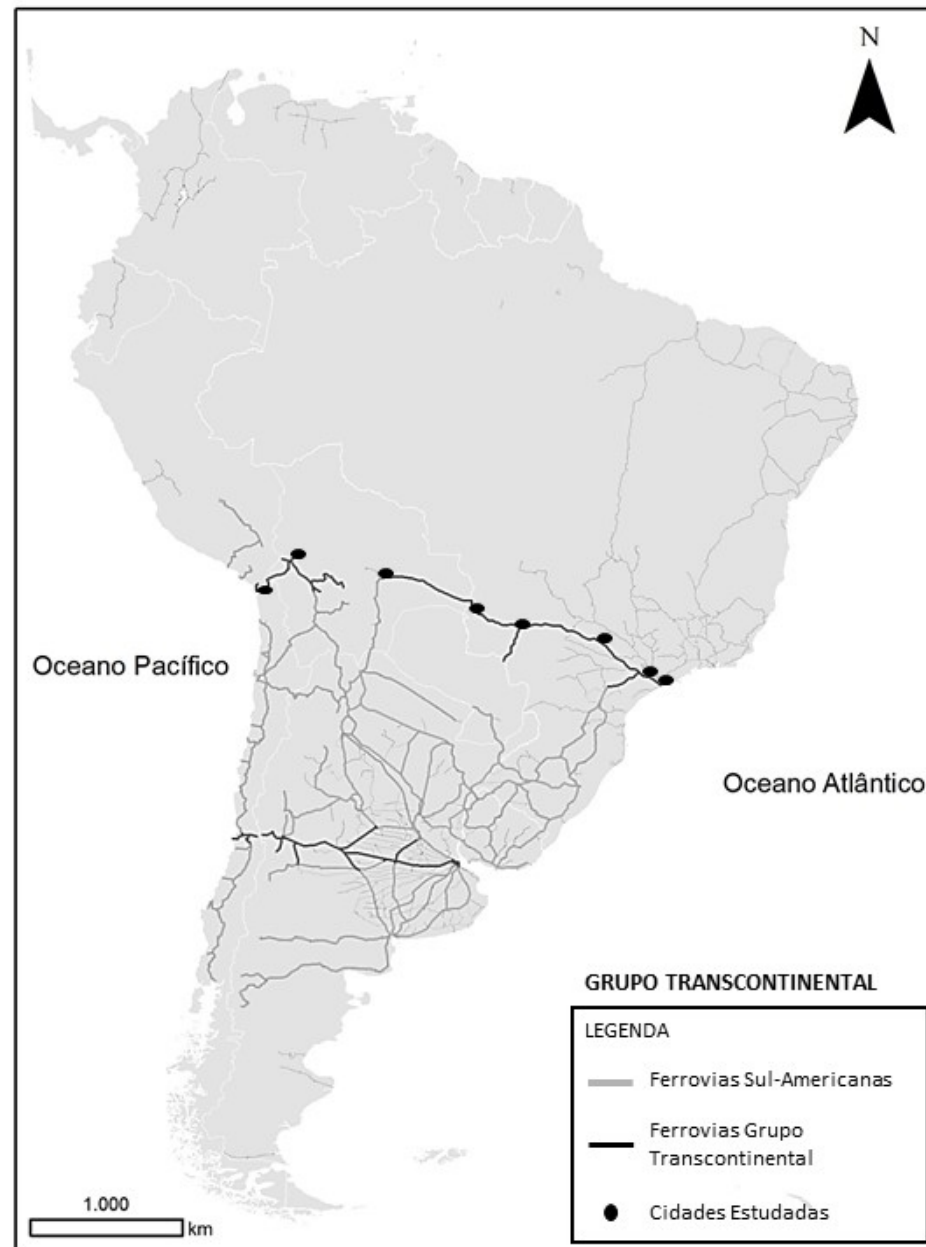 N
Oceano Pacífico
Oceano Atlântico
GRUPO TRANSCONTINENTAL
LEGENDA
Ferrovias Sul-Americanas
Ferrovias Grupo
Transcontinental
Cidades Estudadas
1.000
km